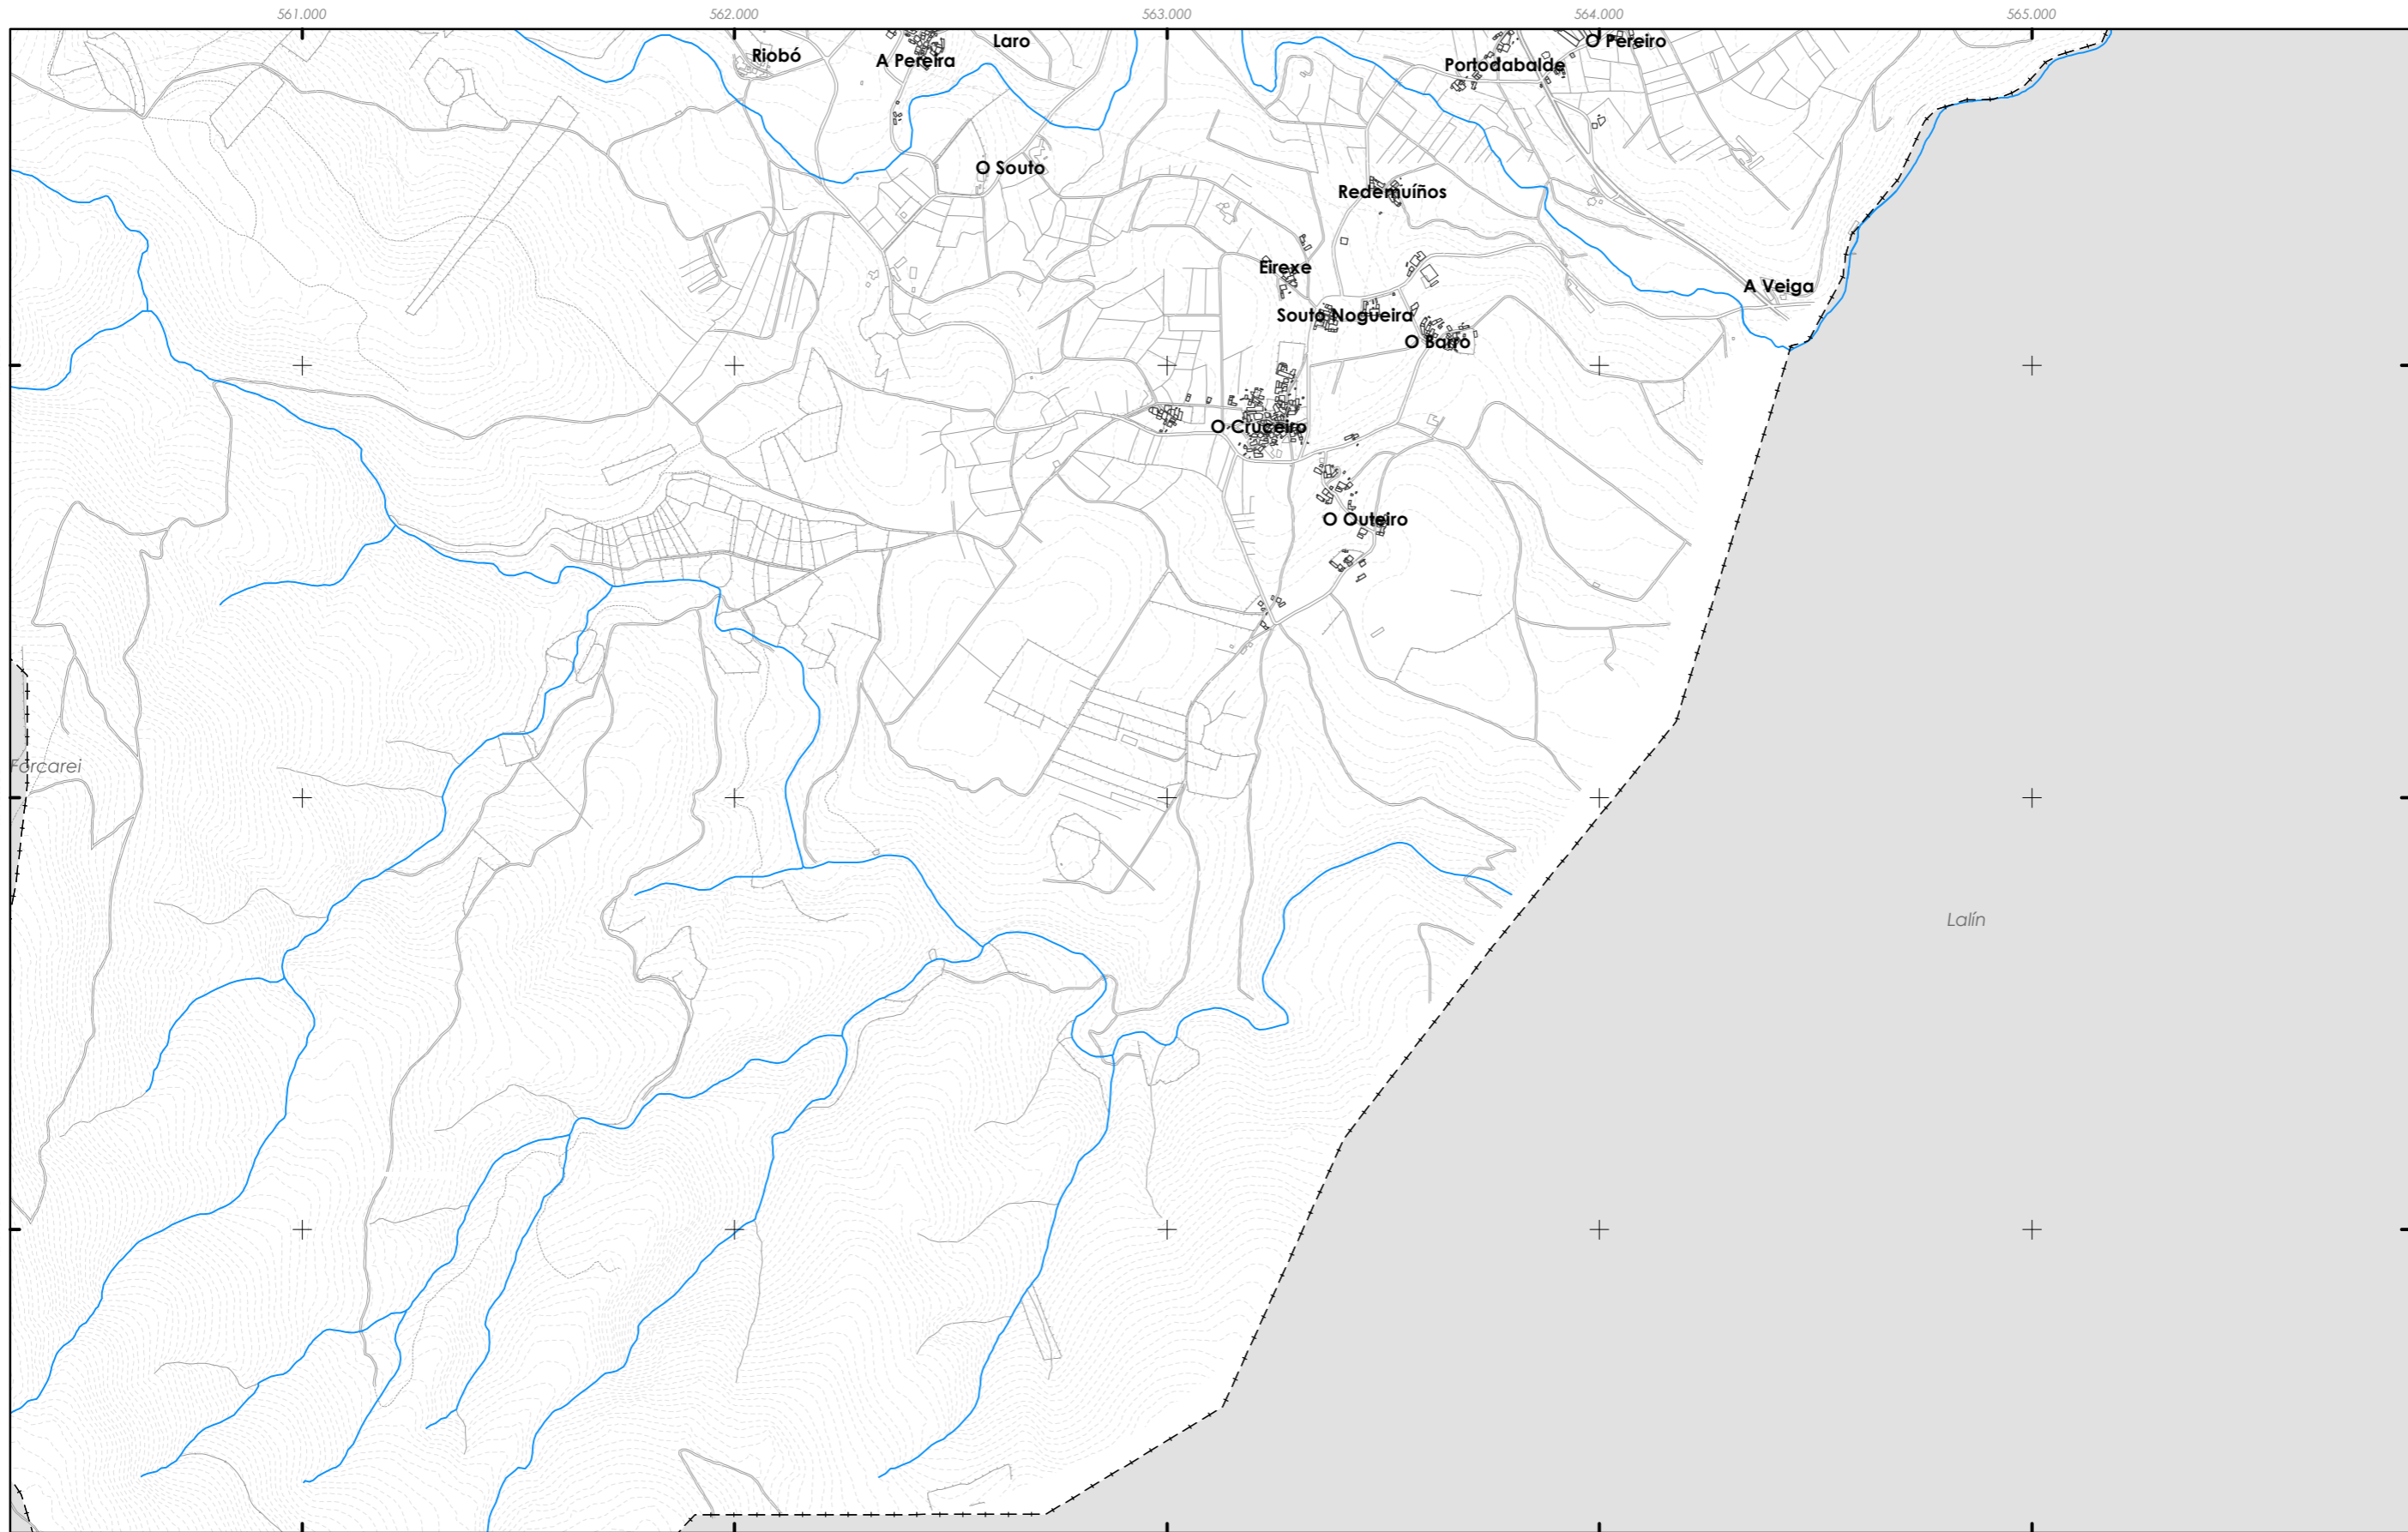 561.000
562.000
563.000
564.000
565.000
Riobó
A Pereira
Laro
Portodabalde
O Pereiro
O Souto
Redemuíños
Eirexe
A Veiga
Souto Nogueira
O Barro
O Cruceiro
O Outeiro
Forcarei
Lalín